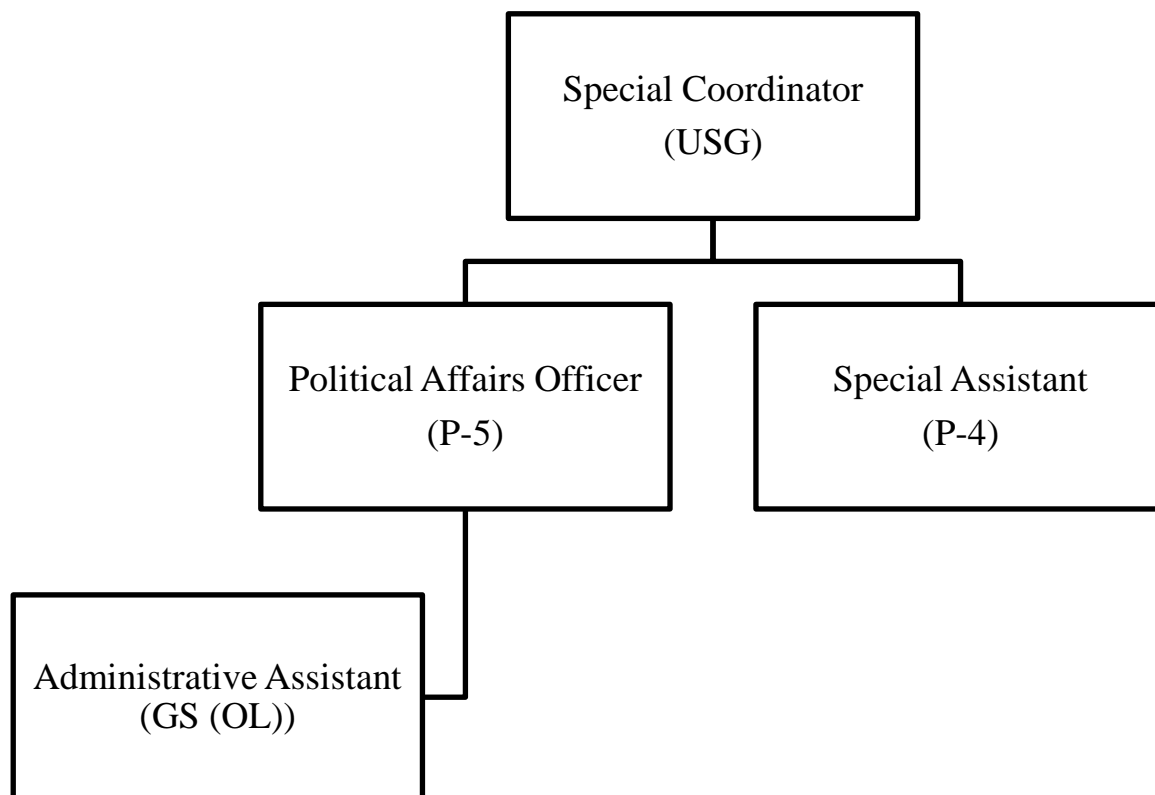 Special Coordinator
(USG)
Political Affairs Officer
(P-5)
Special Assistant
(P-4)
Administrative Assistant
(GS (OL))